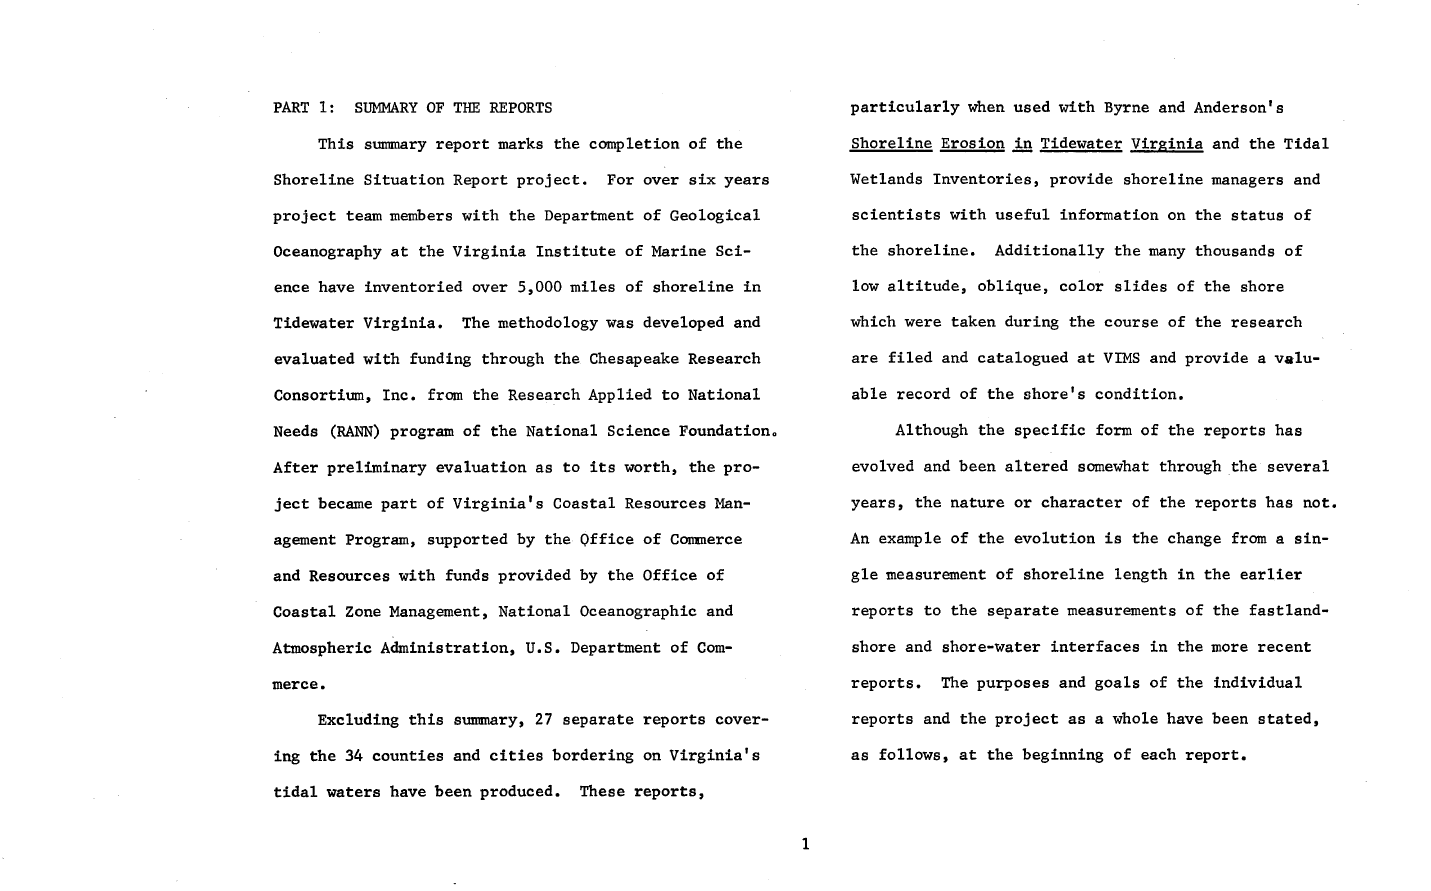 PART 1: SUMMARY OF THE REPORTS
This summary report marks the completion of the
Shoreline Situation Report project. For over six years
project team members with the Department of Geological
Oceanography at the Virginia Institute of Marine Sci-
ence have inventoried over 5,000 miles of shoreline in
Tidewater Virginia. The methodology was developed and
evaluated with funding through the Chesapeake Research
Consortium, Inc. from the Research Applied to National
Needs (RANN) program of the National Science Foundation.
After preliminary evaluation as to its worth, the pro-
ject became part of Virginia's Coastal Resources Man-
agement Program, supported by the Office of Commerce
and Resources with funds provided by the Office of
Coastal Zone Management, National Oceanographic and
Atmospheric Administration, U.S. Department of Com-
merce.
Excluding this summary, 27 separate reports cover-
ing the 34 counties and cities bordering on Virginia's
tidal waters have been produced. These reports,
particularly when used with Byrne and Anderson's
Shoreline Erosion in Tidewater Virginia and the Tidal
Wetlands Inventories, provide shoreline managers and
scientists with useful information on the status of
the shoreline. Additionally the many thousands of
low altitude, oblique, color slides of the shore
which were taken during the course of the research
are filed and catalogued at VIMS and provide a valu-
able record of the shore's condition.
Although the specific form of the reports has
evolved and been altered somewhat through the several
years, the nature or character of the reports has not.
An example of the evolution is the change from a sin-
gle measurement of shoreline length in the earlier
reports to the separate measurements of the fastland-
shore and shore-water interfaces in the more recent
reports. The purposes and goals of the individual
reports and the project as a whole have been stated,
as follows, at the beginning of each report.
1